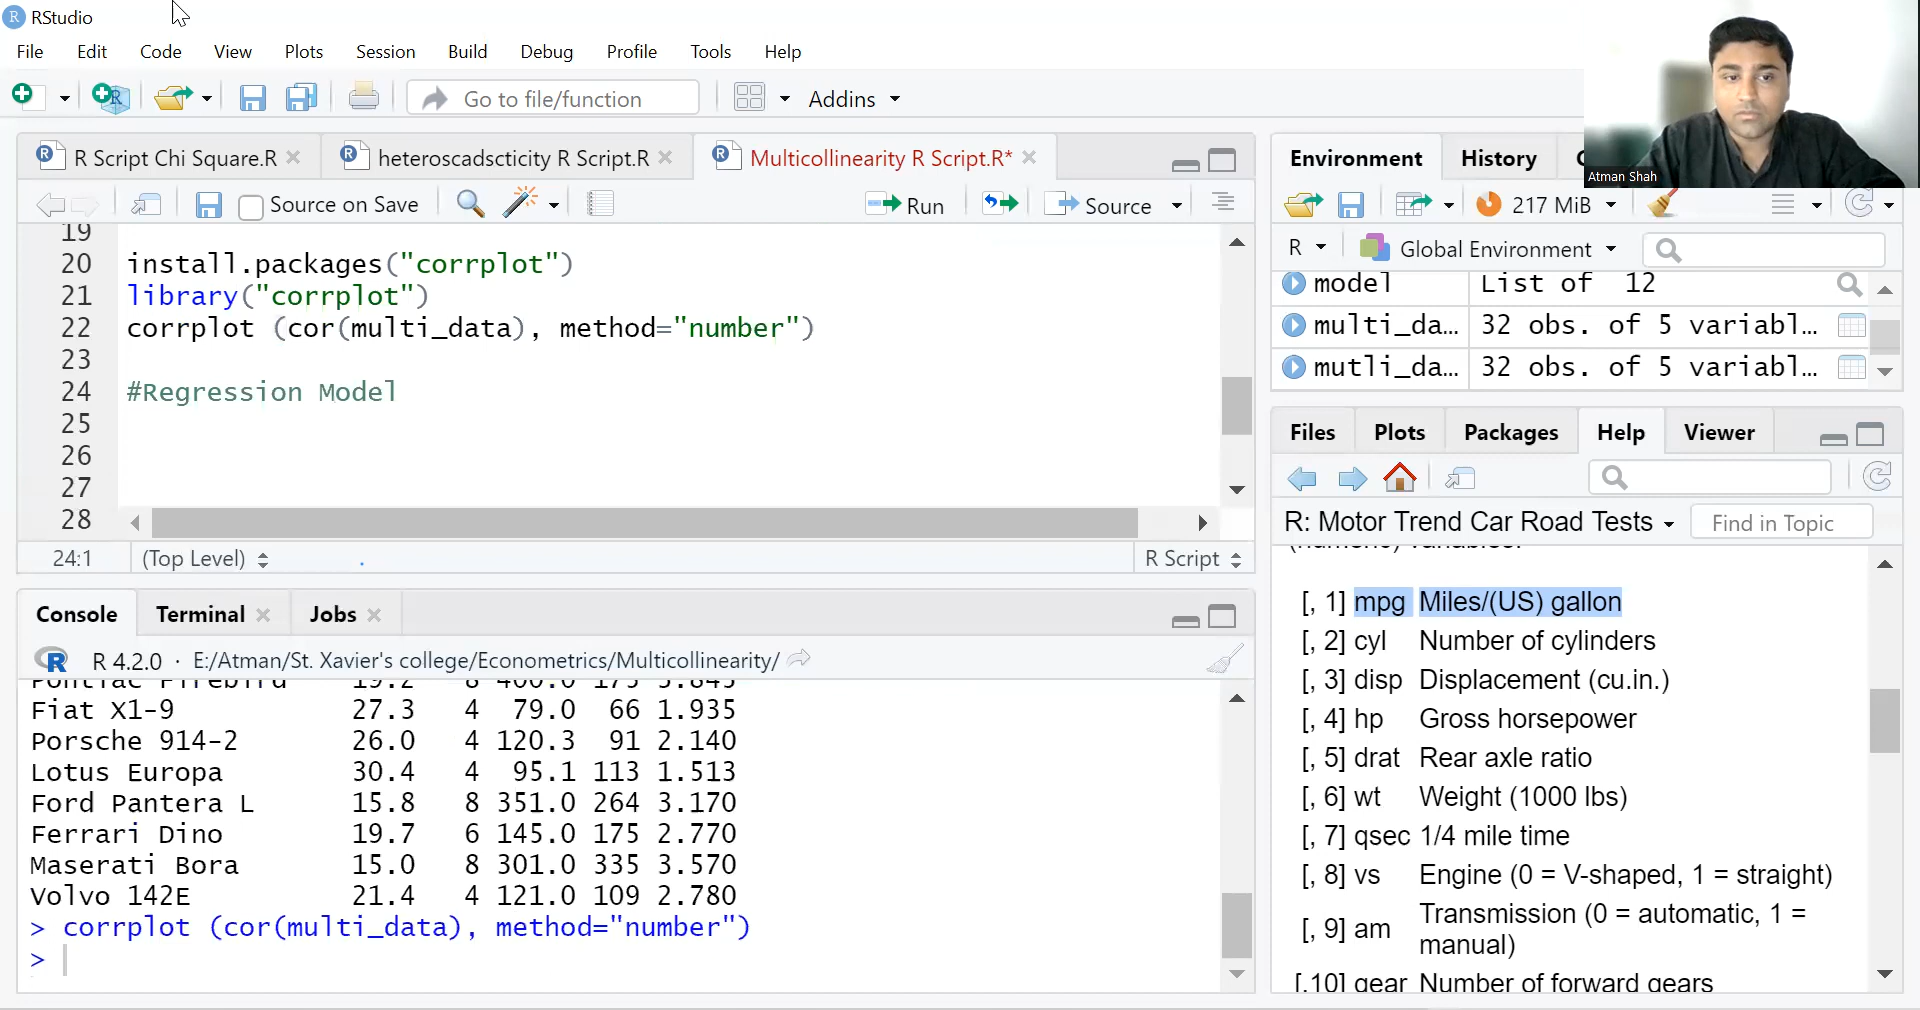 RStudio
File Edit Code View Plots Session Build Debug Profile Tools Help
Go to file/function Addins
Atman Shah
R Script Chi Square.R heteroscadscticity R Script.R Multicollinearity R Script.R*
Source on Save Run Source
19
20 install.packages("corrplot")
21 library("corrplot")
22 corrplot (cor(multi_data), method="number")
23
24 #Regression Model
25
26
27
28
24:1 (Top Level) R Script
Console Terminal Jobs
R 4.2.0 · E:/Atman/St. Xavier's college/Econometrics/Multicollinearity/
Pontiac Firebird 19.2 8 400.0 175 3.845
Fiat X1-9 27.3 4 79.0 66 1.935
Porsche 914-2 26.0 4 120.3 91 2.140
Lotus Europa 30.4 4 95.1 113 1.513
Ford Pantera L 15.8 8 351.0 264 3.170
Ferrari Dino 19.7 6 145.0 175 2.770
Maserati Bora 15.0 8 301.0 335 3.570
Volvo 142E 21.4 4 121.0 109 2.780
> corrplot (cor(multi_data), method="number")
>
Environment History
217 MiB
R Global Environment
model List of 12
multi_da… 32 obs. of 5 variabl…
mutli_da… 32 obs. of 5 variabl…
Files Plots Packages Help Viewer
R: Motor Trend Car Road Tests Find in Topic
(numeric) variables.
[, 1] mpg Miles/(US) gallon
[, 2] cyl Number of cylinders
[, 3] disp Displacement (cu.in.)
[, 4] hp Gross horsepower
[, 5] drat Rear axle ratio
[, 6] wt Weight (1000 lbs)
[, 7] qsec 1/4 mile time
[, 8] vs Engine (0 = V-shaped, 1 = straight)
[, 9] am Transmission (0 = automatic, 1 =
manual)
[,10] gear Number of forward gears